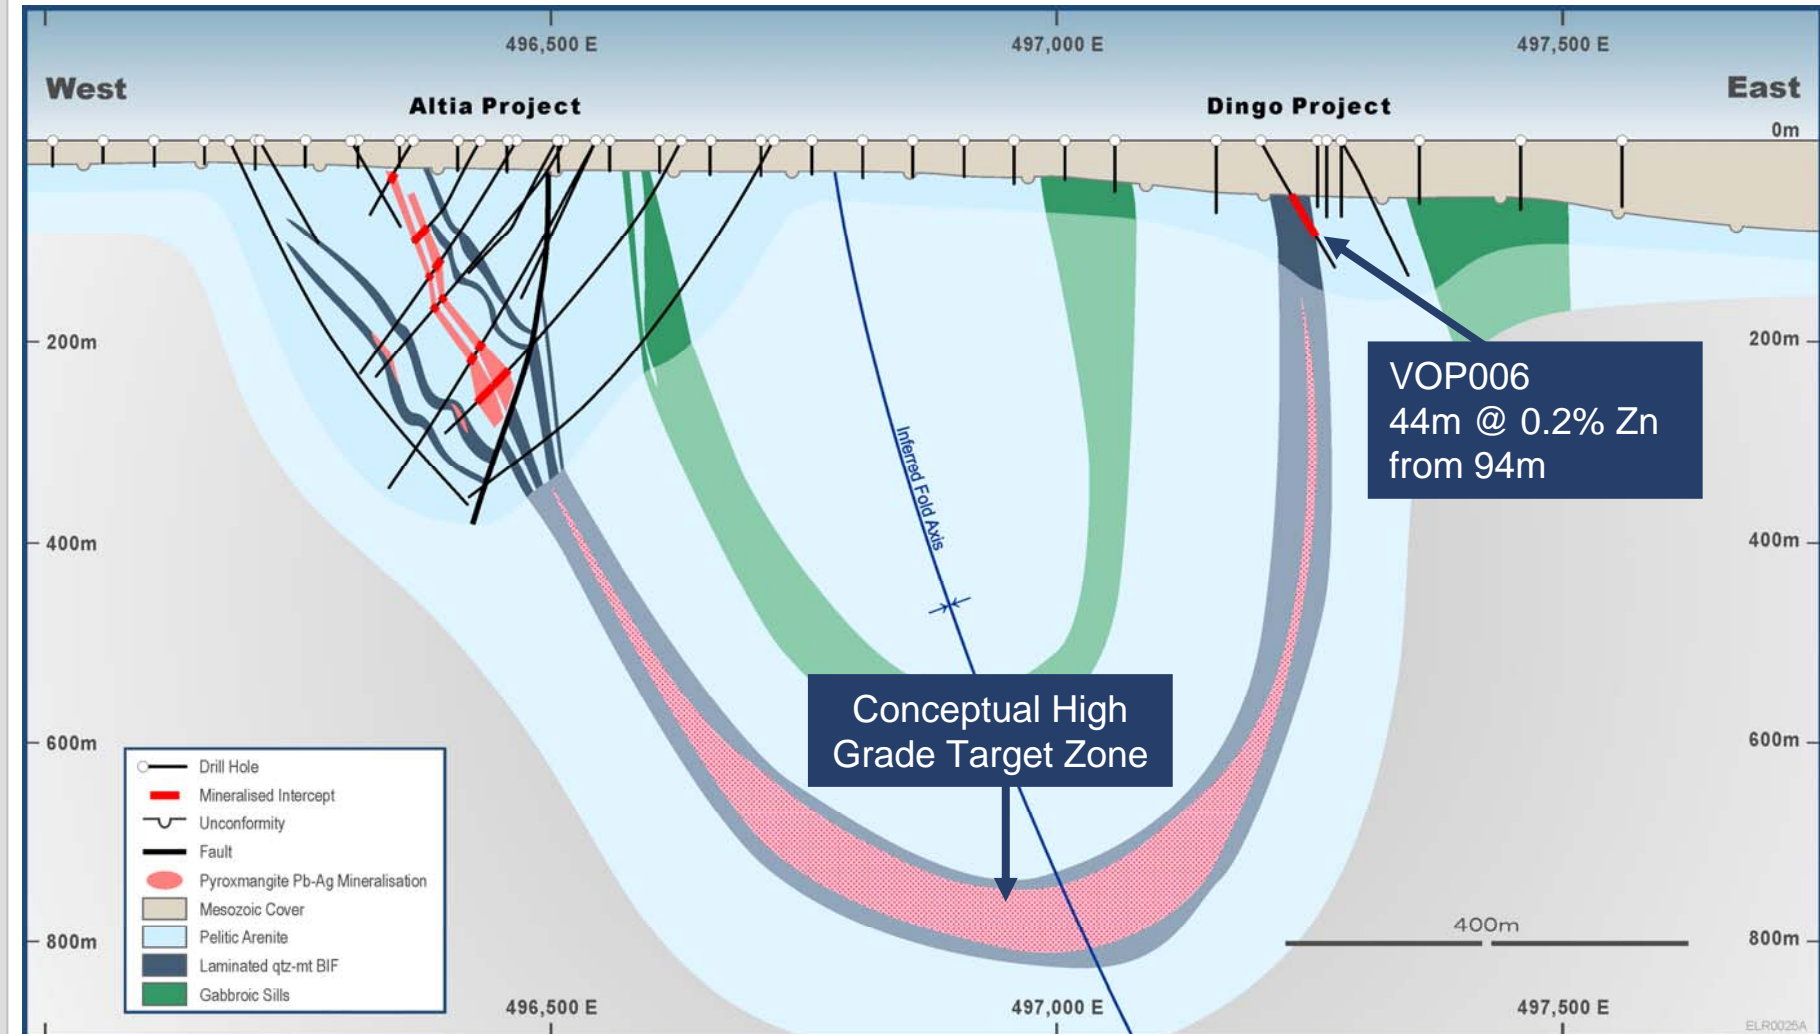 496,500 E
497,000 E
497,500 E
West
Altia Project
Dingo Project
East
0m
200m
200m
VOP006
44m @ 0.2% Zn
from 94m
Inferred Fold Axis
400m
400m
Conceptual High
Grade Target Zone
600m
600m
Drill Hole
Mineralised Intercept
Unconformity
Fault
Pyroxmangite Pb-Ag Mineralisation
Mesozoic Cover
Pelitic Arenite
Laminated qtz-mt BIF
Gabbroic Sills
400m
800m
800m
496,500 E
497,000 E
497,500 E
ELR0025A